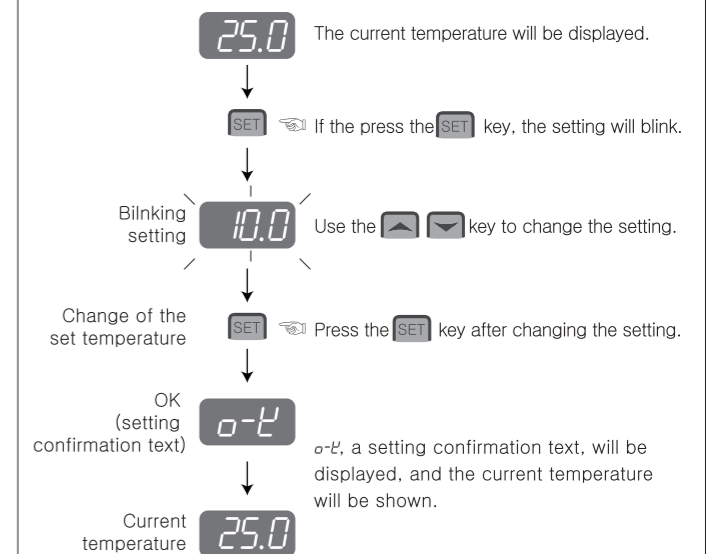 25.0 The current temperature will be displayed.
SET If the press the SET key, the setting will blink.
Bilnking
setting
10.0 Use the key to change the setting.
Change of the
set temperature
SET Press the SET key after changing the setting.
OK
(setting
confirmation text)
o-k
o-k, a setting confirmation text, will be
displayed, and the current temperature
will be shown.
Current
temperature
25.0